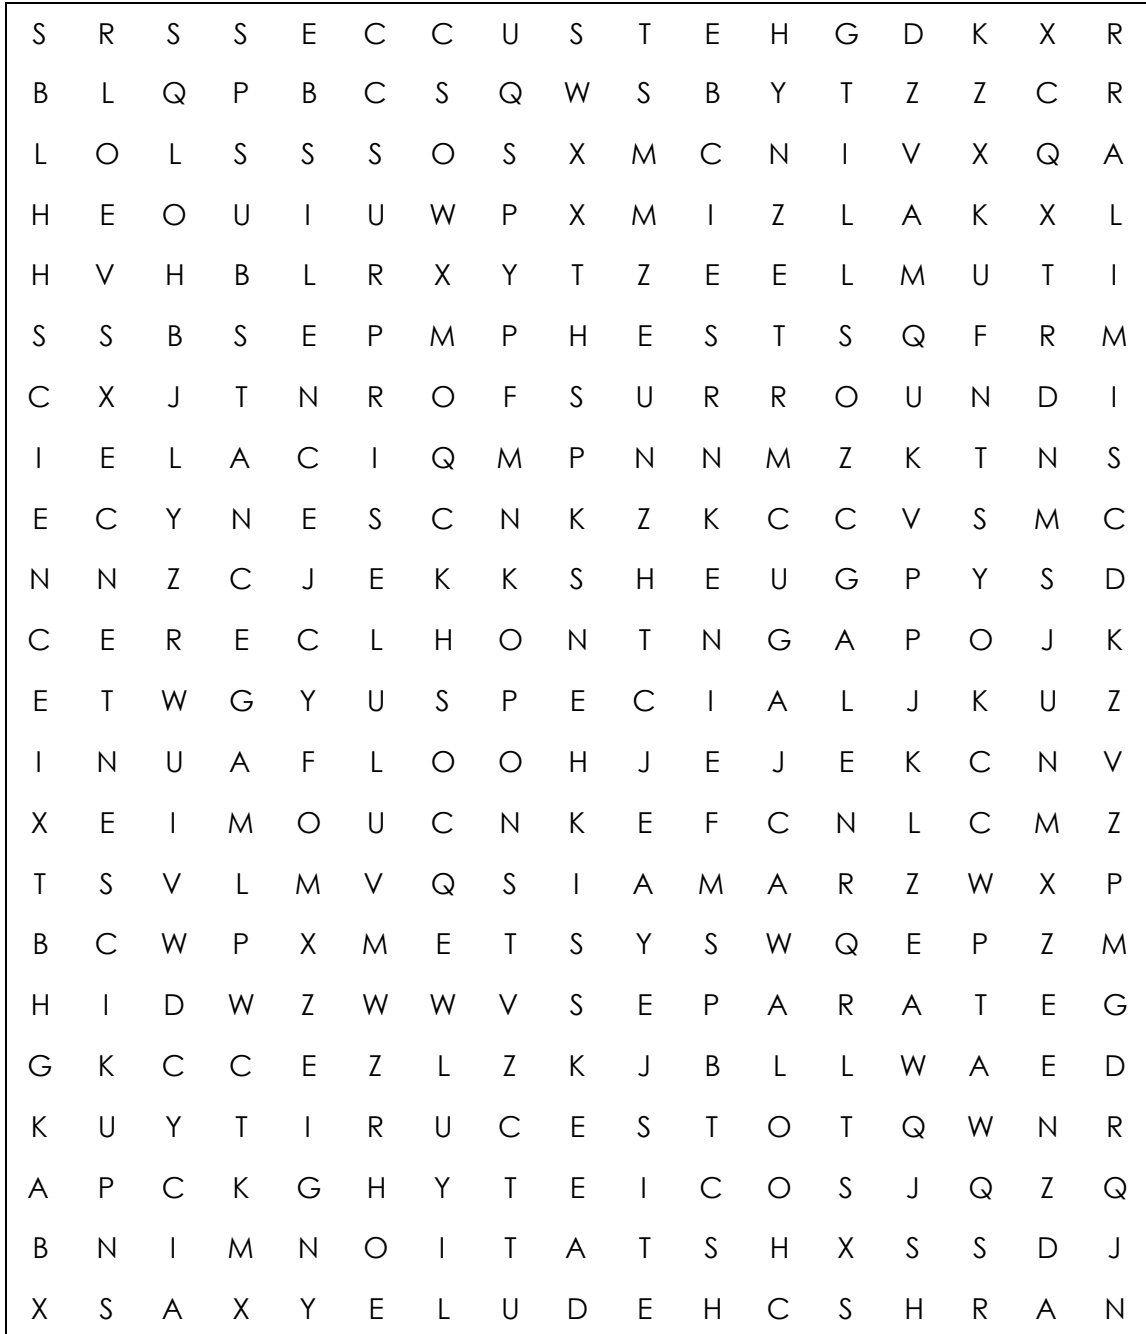 S R S S E C C U S T E H G D K X R
B L Q P B C S Q W S B Y T Z Z C R
L O L S S S O S X M C N I V X Q A
H E O U I U W P X M I Z L A K X L
H V H B L R X Y T Z E E L M U T I
S S B S E P M P H E S T S Q F R M
C X J T N R O F S U R R O U N D I
I E L A C I Q M P N N M Z K T N S
E C Y N E S C N K Z K C C V S M C
N N Z C J E K K S H E U G P Y S D
C E R E C L H O N T N G A P O J K
E T W G Y U S P E C I A L J K U Z
I N U A F L O O H J E J E K C N V
X E I M O U C N K E F C N L C M Z
T S V L M V Q S I A M A R Z W X P
B C W P X M E T S Y S W Q E P Z M
H I D W Z W W V S E P A R A T E G
G K C C E Z L Z K J B L L W A E D
K U Y T I R U C E S T O T Q W N R
A P C K G H Y T E I C O S J Q Z Q
B N I M N O I T A T S H X S S D J
X S A X Y E L U D E H C S H R A N